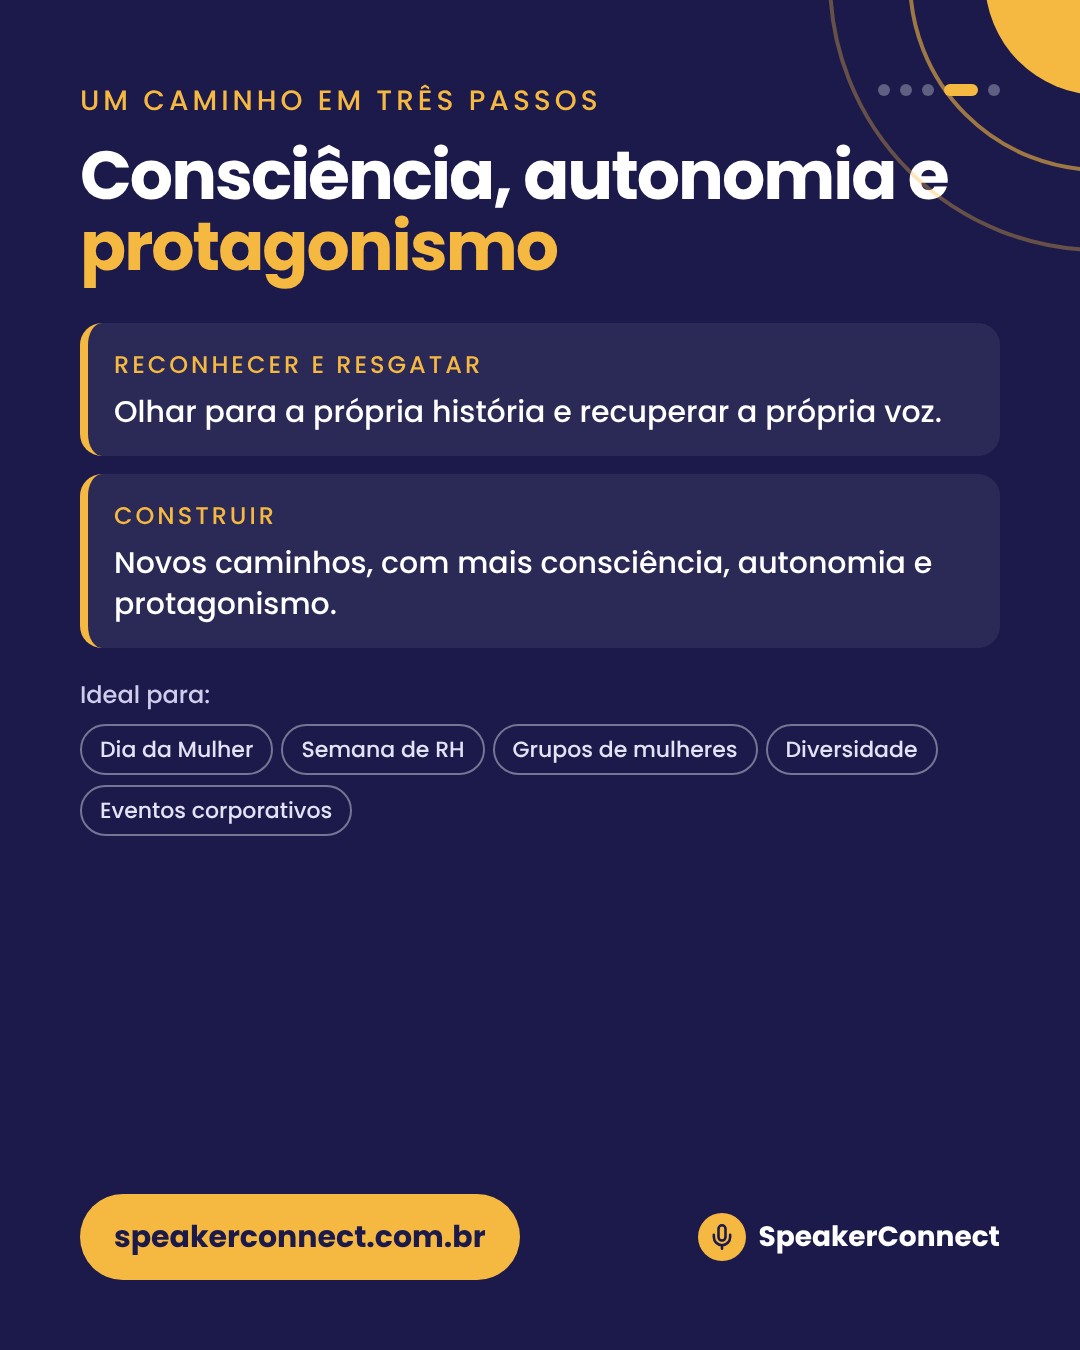 UM CAMINHO EM TRÊS PASSOS
Consciência, autonomia e
protagonismo
RECONHECER E RESGATAR
Olhar para a própria história e recuperar a própria voz.
CONSTRUIR
Novos caminhos, com mais consciência, autonomia e
protagonismo.
Ideal para:
Dia da Mulher Semana de RH Grupos de mulheres Diversidade
Eventos corporativos
speakerconnect.com.br SpeakerConnect